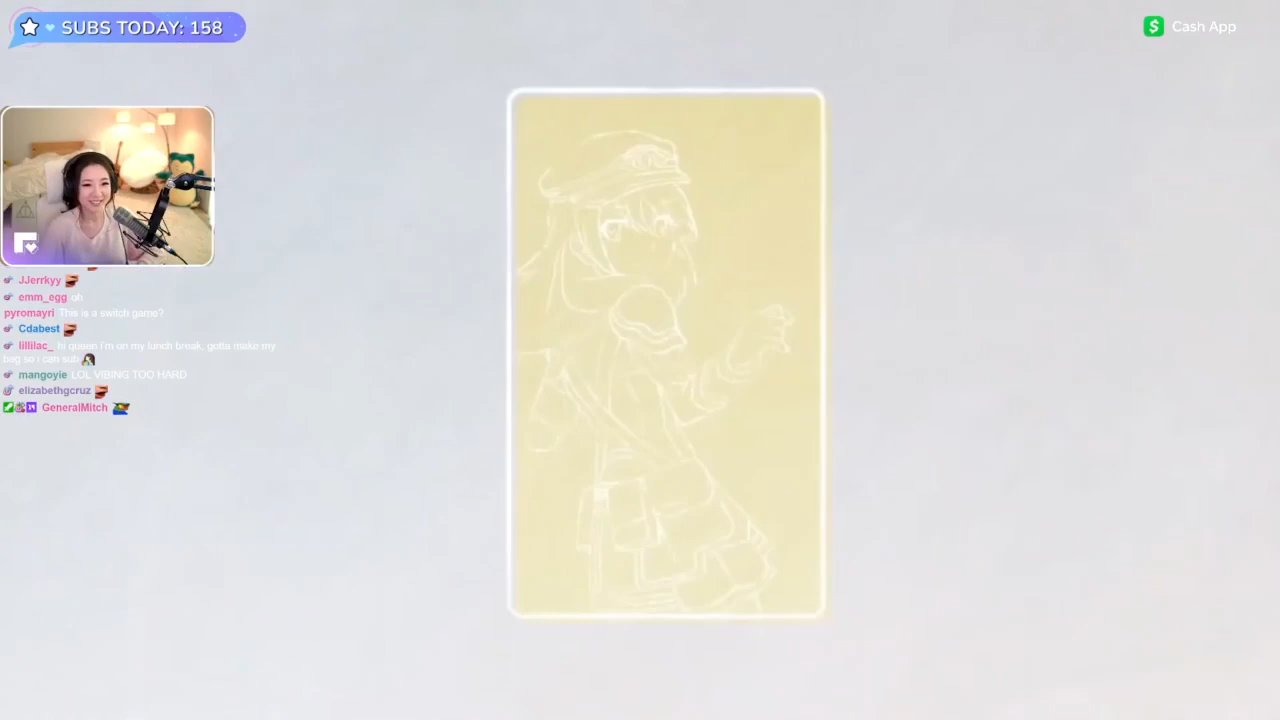 SUBS TODAY: 158
Cash App
JJerrkyy
emm_egg oh
pyromayri This is a switch game?
Cdabest
lillilac_ hi queen i'm on my lunch break, gotta make my
bag so i can sub
mangoyie LOL VIBING TOO HARD
elizabethgcruz
GeneralMitch